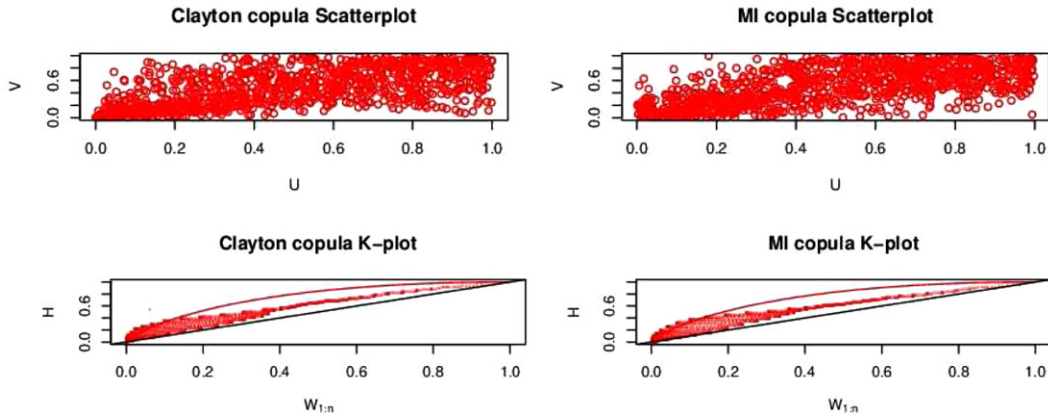 Clayton copula Scatterplot
V
0.0 0.6
0.0 0.2 0.4 0.6 0.8 1.0
U
MI copula Scatterplot
V
0.0 0.6
0.0 0.2 0.4 0.6 0.8 1.0
U
Clayton copula K−plot
H
0.0 0.6
0.0 0.2 0.4 0.6 0.8 1.0
W1:n
MI copula K−plot
H
0.0 0.6
0.0 0.2 0.4 0.6 0.8 1.0
W1:n